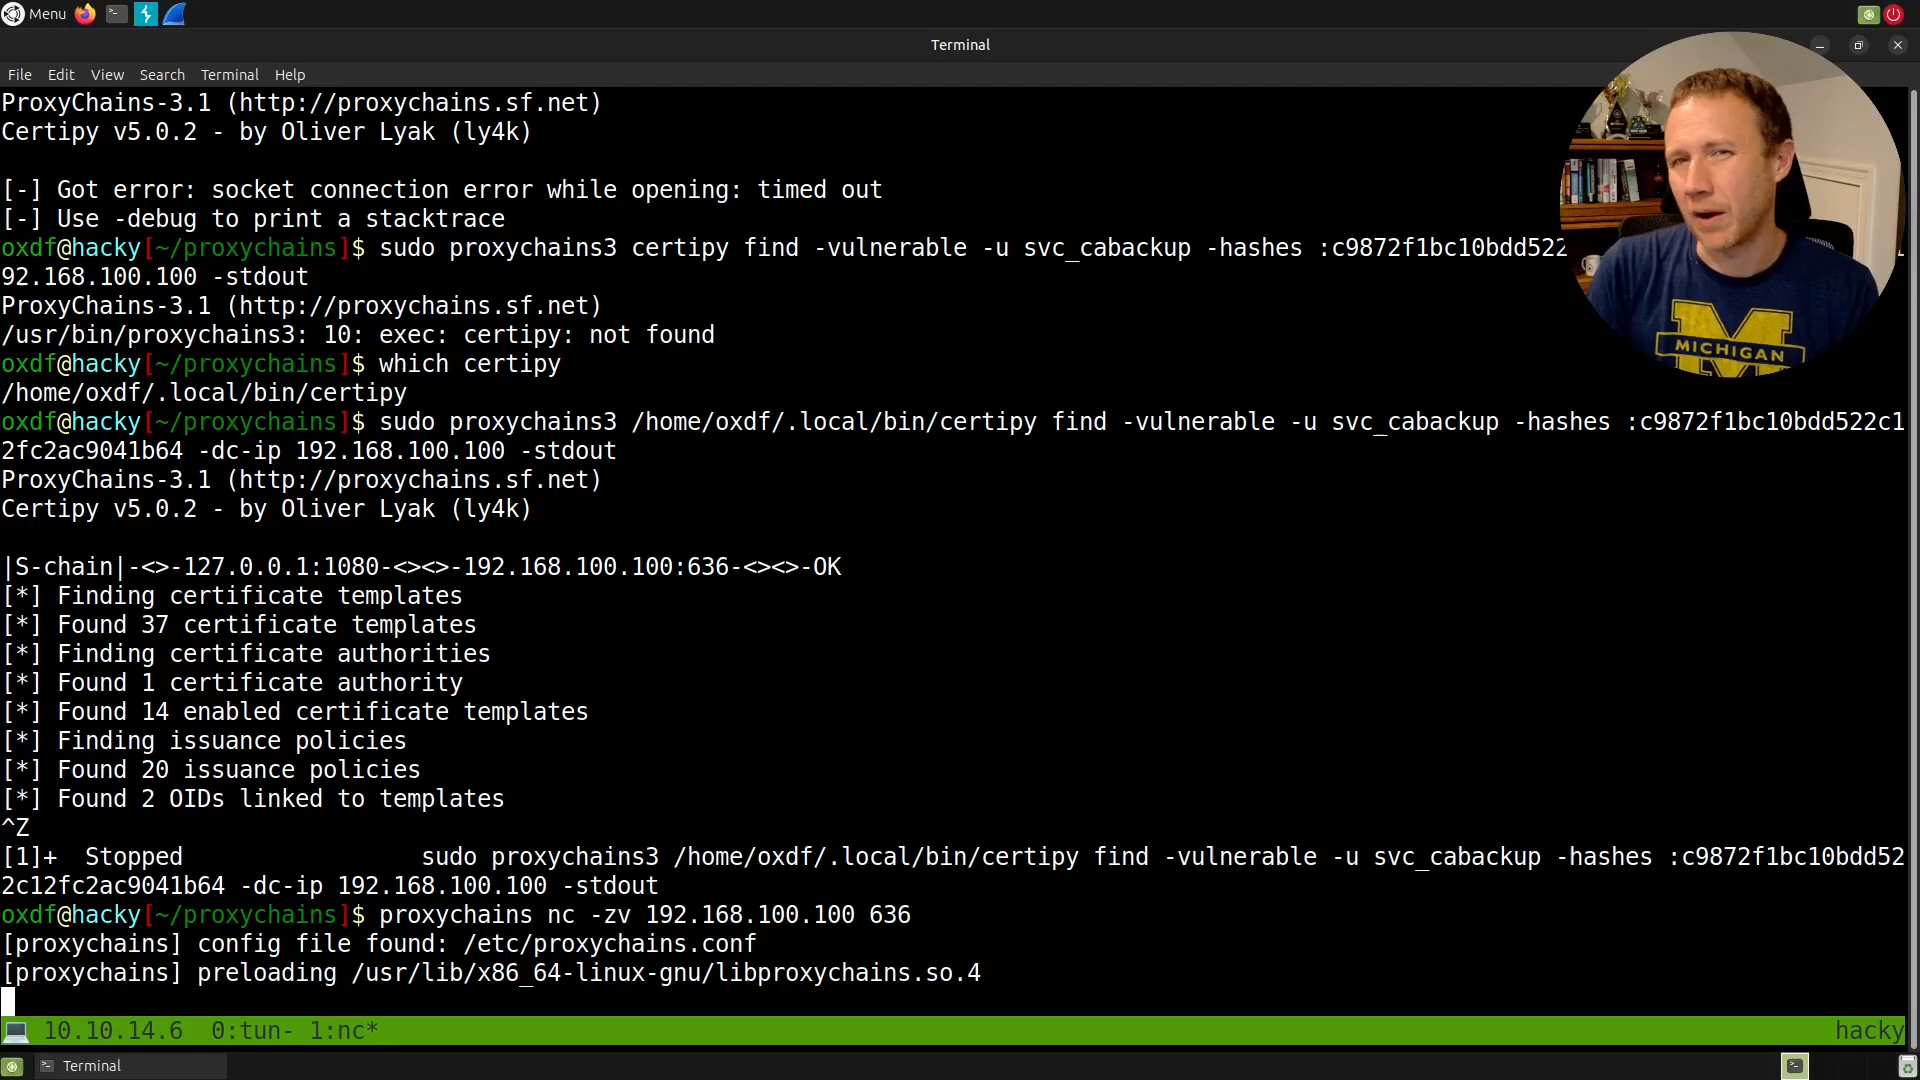 Menu
Terminal
File Edit View Search Terminal Help
ProxyChains-3.1 (http://proxychains.sf.net)
Certipy v5.0.2 - by Oliver Lyak (ly4k)
[-] Got error: socket connection error while opening: timed out
[-] Use -debug to print a stacktrace
oxdf@hacky[~/proxychains]$ sudo proxychains3 certipy find -vulnerable -u svc_cabackup -hashes :c9872f1bc10bdd522
92.168.100.100 -stdout
ProxyChains-3.1 (http://proxychains.sf.net)
/usr/bin/proxychains3: 10: exec: certipy: not found
oxdf@hacky[~/proxychains]$ which certipy
/home/oxdf/.local/bin/certipy
oxdf@hacky[~/proxychains]$ sudo proxychains3 /home/oxdf/.local/bin/certipy find -vulnerable -u svc_cabackup -hashes :c9872f1bc10bdd522c1
2fc2ac9041b64 -dc-ip 192.168.100.100 -stdout
ProxyChains-3.1 (http://proxychains.sf.net)
Certipy v5.0.2 - by Oliver Lyak (ly4k)
|S-chain|-<>-127.0.0.1:1080-<><>-192.168.100.100:636-<><>-OK
[*] Finding certificate templates
[*] Found 37 certificate templates
[*] Finding certificate authorities
[*] Found 1 certificate authority
[*] Found 14 enabled certificate templates
[*] Finding issuance policies
[*] Found 20 issuance policies
[*] Found 2 OIDs linked to templates
^Z
[1]+  Stopped                 sudo proxychains3 /home/oxdf/.local/bin/certipy find -vulnerable -u svc_cabackup -hashes :c9872f1bc10bdd52
2c12fc2ac9041b64 -dc-ip 192.168.100.100 -stdout
oxdf@hacky[~/proxychains]$ proxychains nc -zv 192.168.100.100 636
[proxychains] config file found: /etc/proxychains.conf
[proxychains] preloading /usr/lib/x86_64-linux-gnu/libproxychains.so.4
10.10.14.6 0:tun- 1:nc* hacky
Terminal
M
MICHIGAN